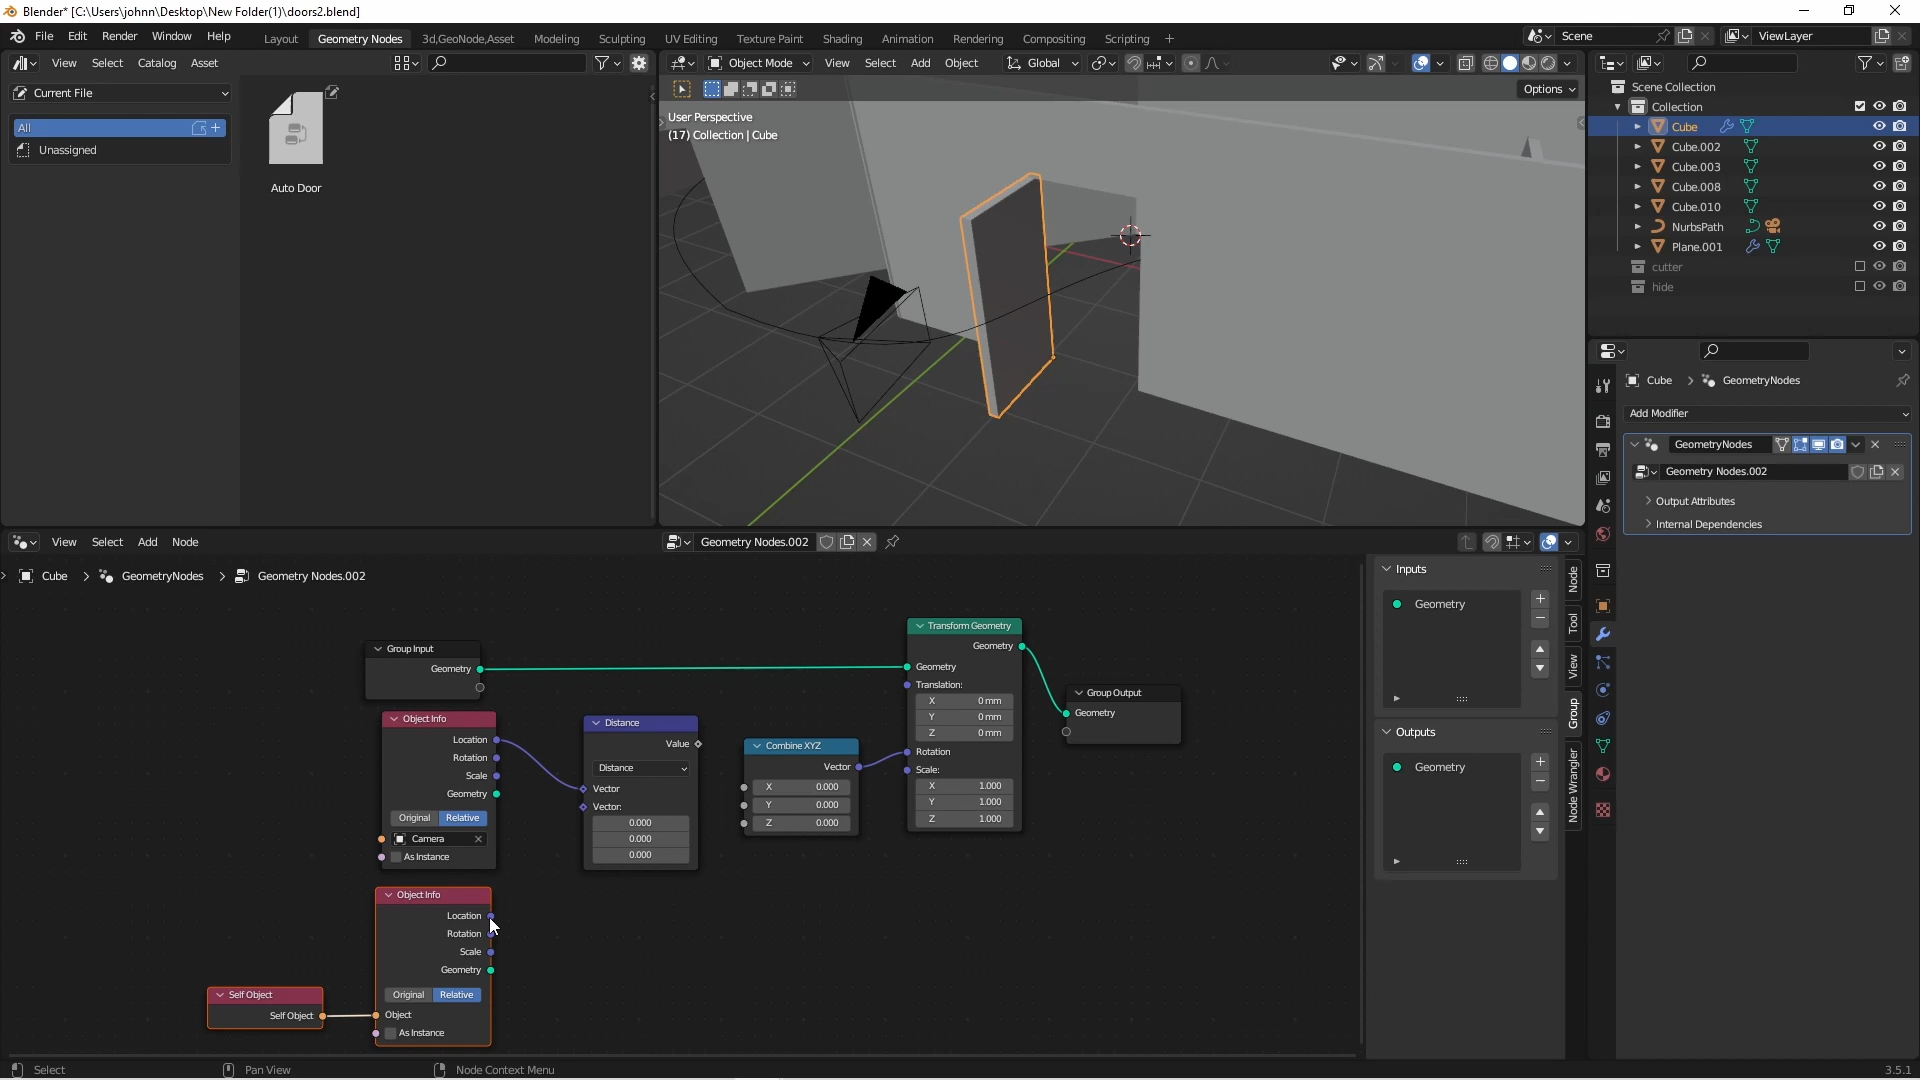 Blender* [C:\Users\johnn\Desktop\New Folder(1)\doors2.blend]
File Edit Render Window Help Layout Geometry Nodes 3d,GeoNode,Asset Modeling Sculpting UV Editing Texture Paint Shading Animation Rendering Compositing Scripting + Scene ViewLayer
View Select Catalog Asset
Object Mode View Select Add Object Global
Current File
All
Unassigned
Auto Door
Options
User Perspective
(17) Collection | Cube
Scene Collection
Collection
Cube
Cube.002
Cube.003
Cube.008
Cube.010
NurbsPath
Plane.001
cutter
hide
Cube > GeometryNodes
Add Modifier
GeometryNodes
Geometry Nodes.002
Output Attributes
Internal Dependencies
View Select Add Node Geometry Nodes.002
Cube > GeometryNodes > Geometry Nodes.002
Group Input
Geometry
Object Info
Location
Rotation
Scale
Geometry
Original Relative
Camera
As Instance
Distance
Value
Distance
Vector
Vector:
0.000
0.000
0.000
Combine XYZ
Vector
X 0.000
Y 0.000
Z 0.000
Transform Geometry
Geometry
Geometry
Translation:
X 0 mm
Y 0 mm
Z 0 mm
Rotation
Scale:
X 1.000
Y 1.000
Z 1.000
Group Output
Geometry
Object Info
Location
Rotation
Scale
Geometry
Original Relative
Object
As Instance
Self Object
Self Object
Inputs
Geometry
Outputs
Geometry
Node
Tool
View
Group
Node Wrangler
Select Pan View Node Context Menu 3.5.1